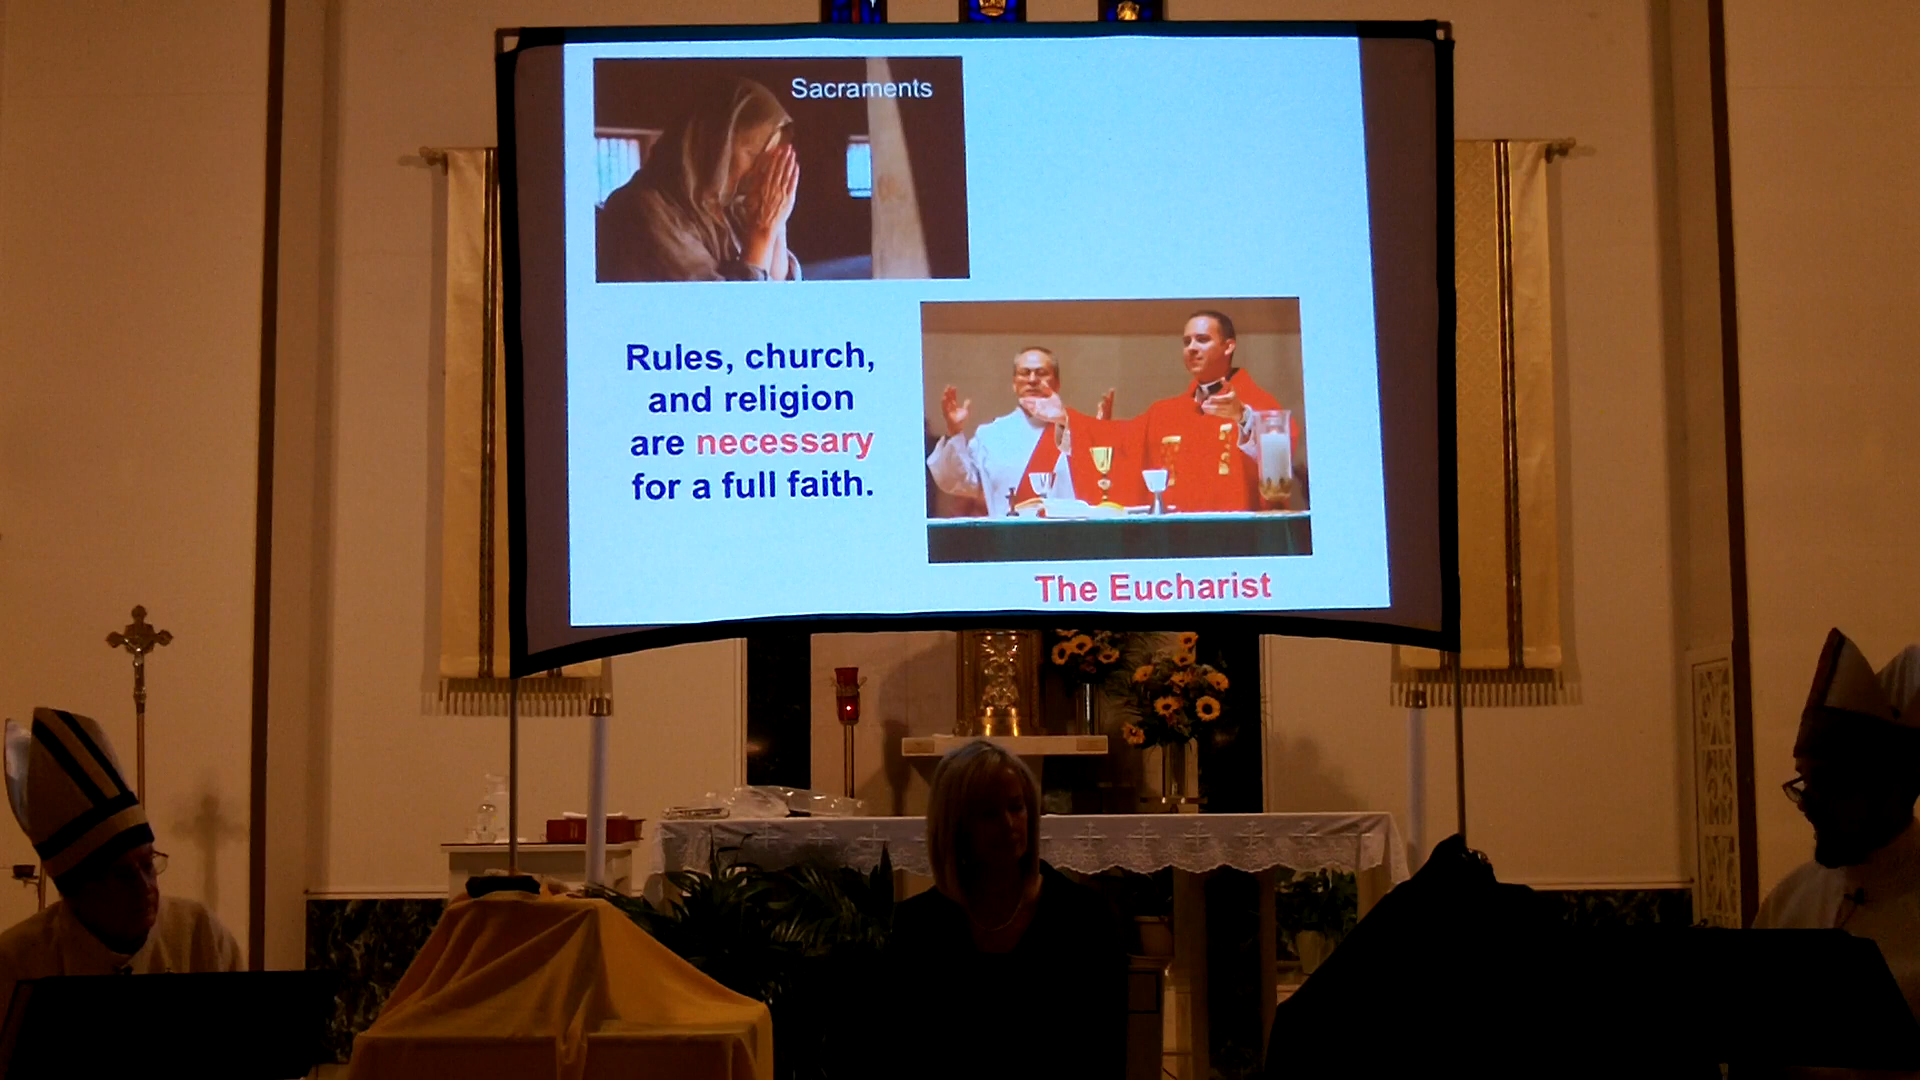 Sacraments
Rules, church,
and religion
are necessary
for a full faith.
The Eucharist